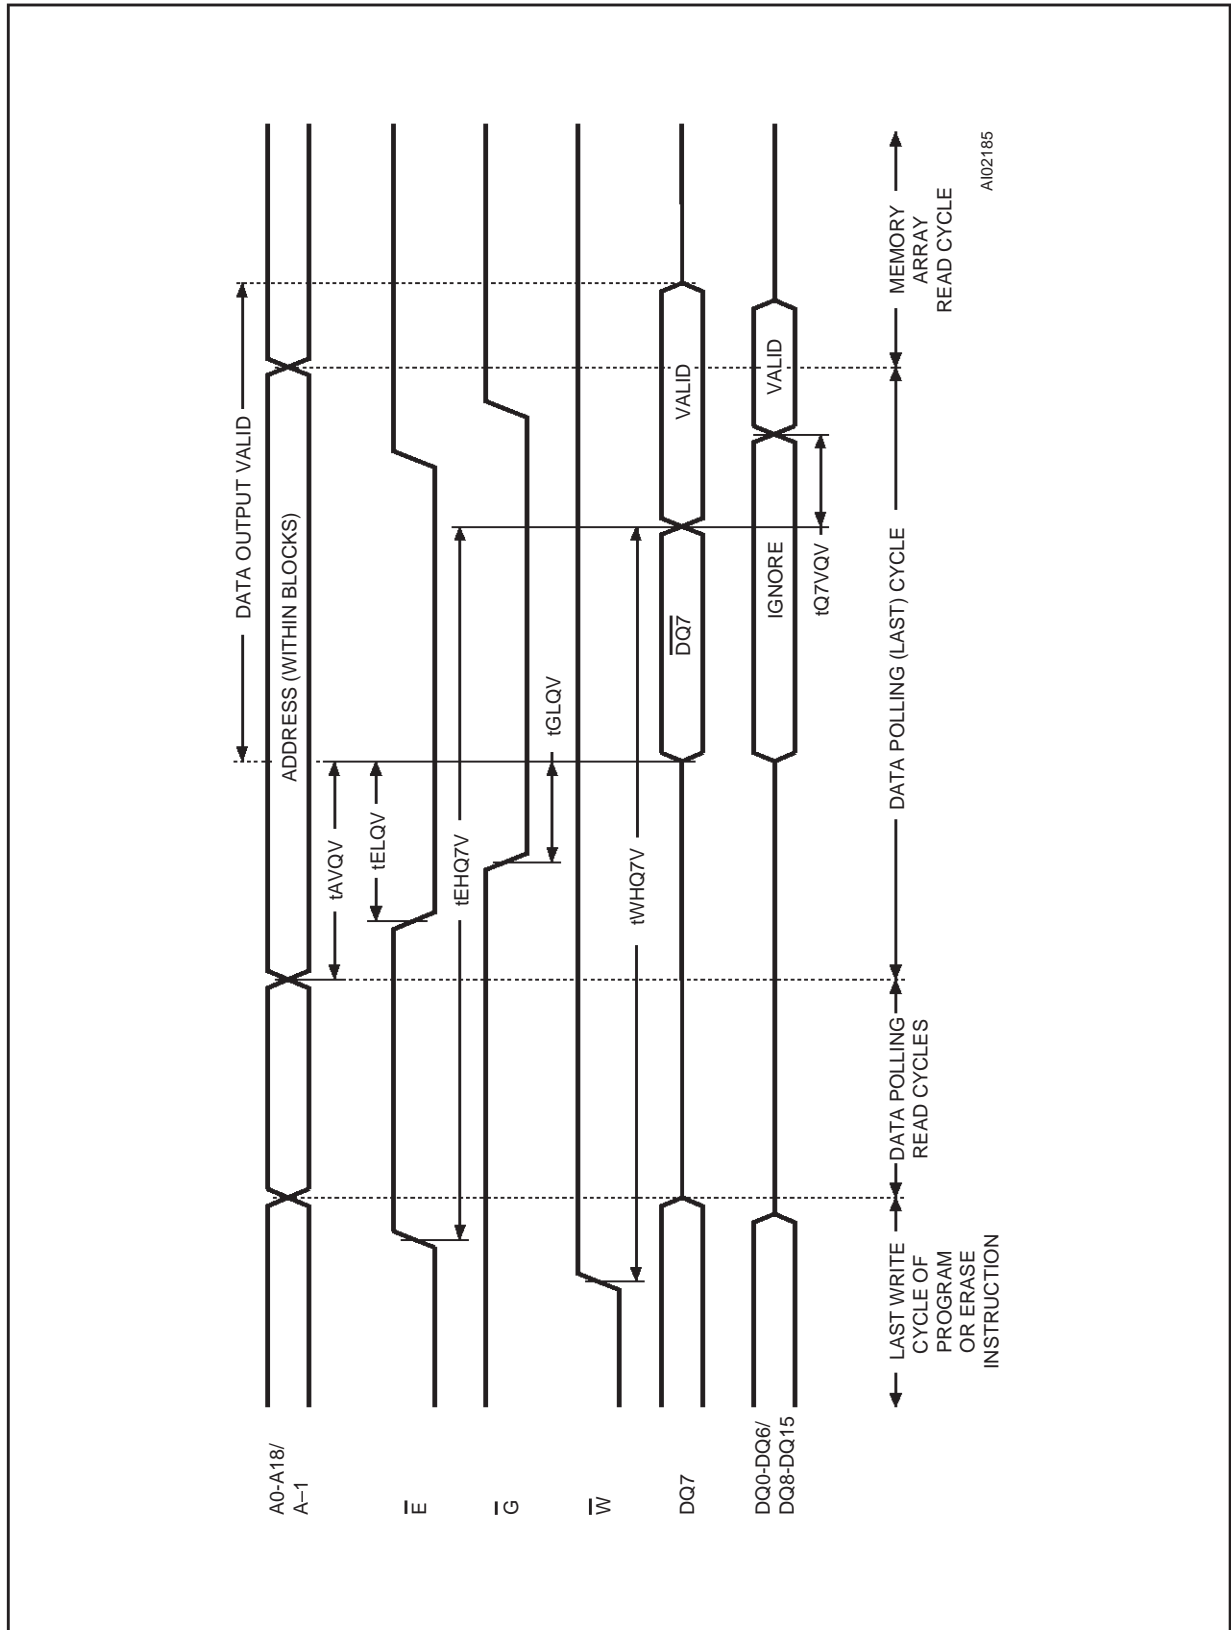 A0-A18/
A–1
E
G
W
DQ7
DQ0-DQ6/
DQ8-DQ15
DATA OUTPUT VALID
ADDRESS (WITHIN BLOCKS)
tAVQV
tELQV
tEHQ7V
tGLQV
tWHQ7V
DQ7
VALID
IGNORE
VALID
tQ7VQV
LAST WRITE
CYCLE OF
PROGRAM
OR ERASE
INSTRUCTION
DATA POLLING
READ CYCLES
DATA POLLING (LAST) CYCLE
MEMORY
ARRAY
READ CYCLE
AI02185